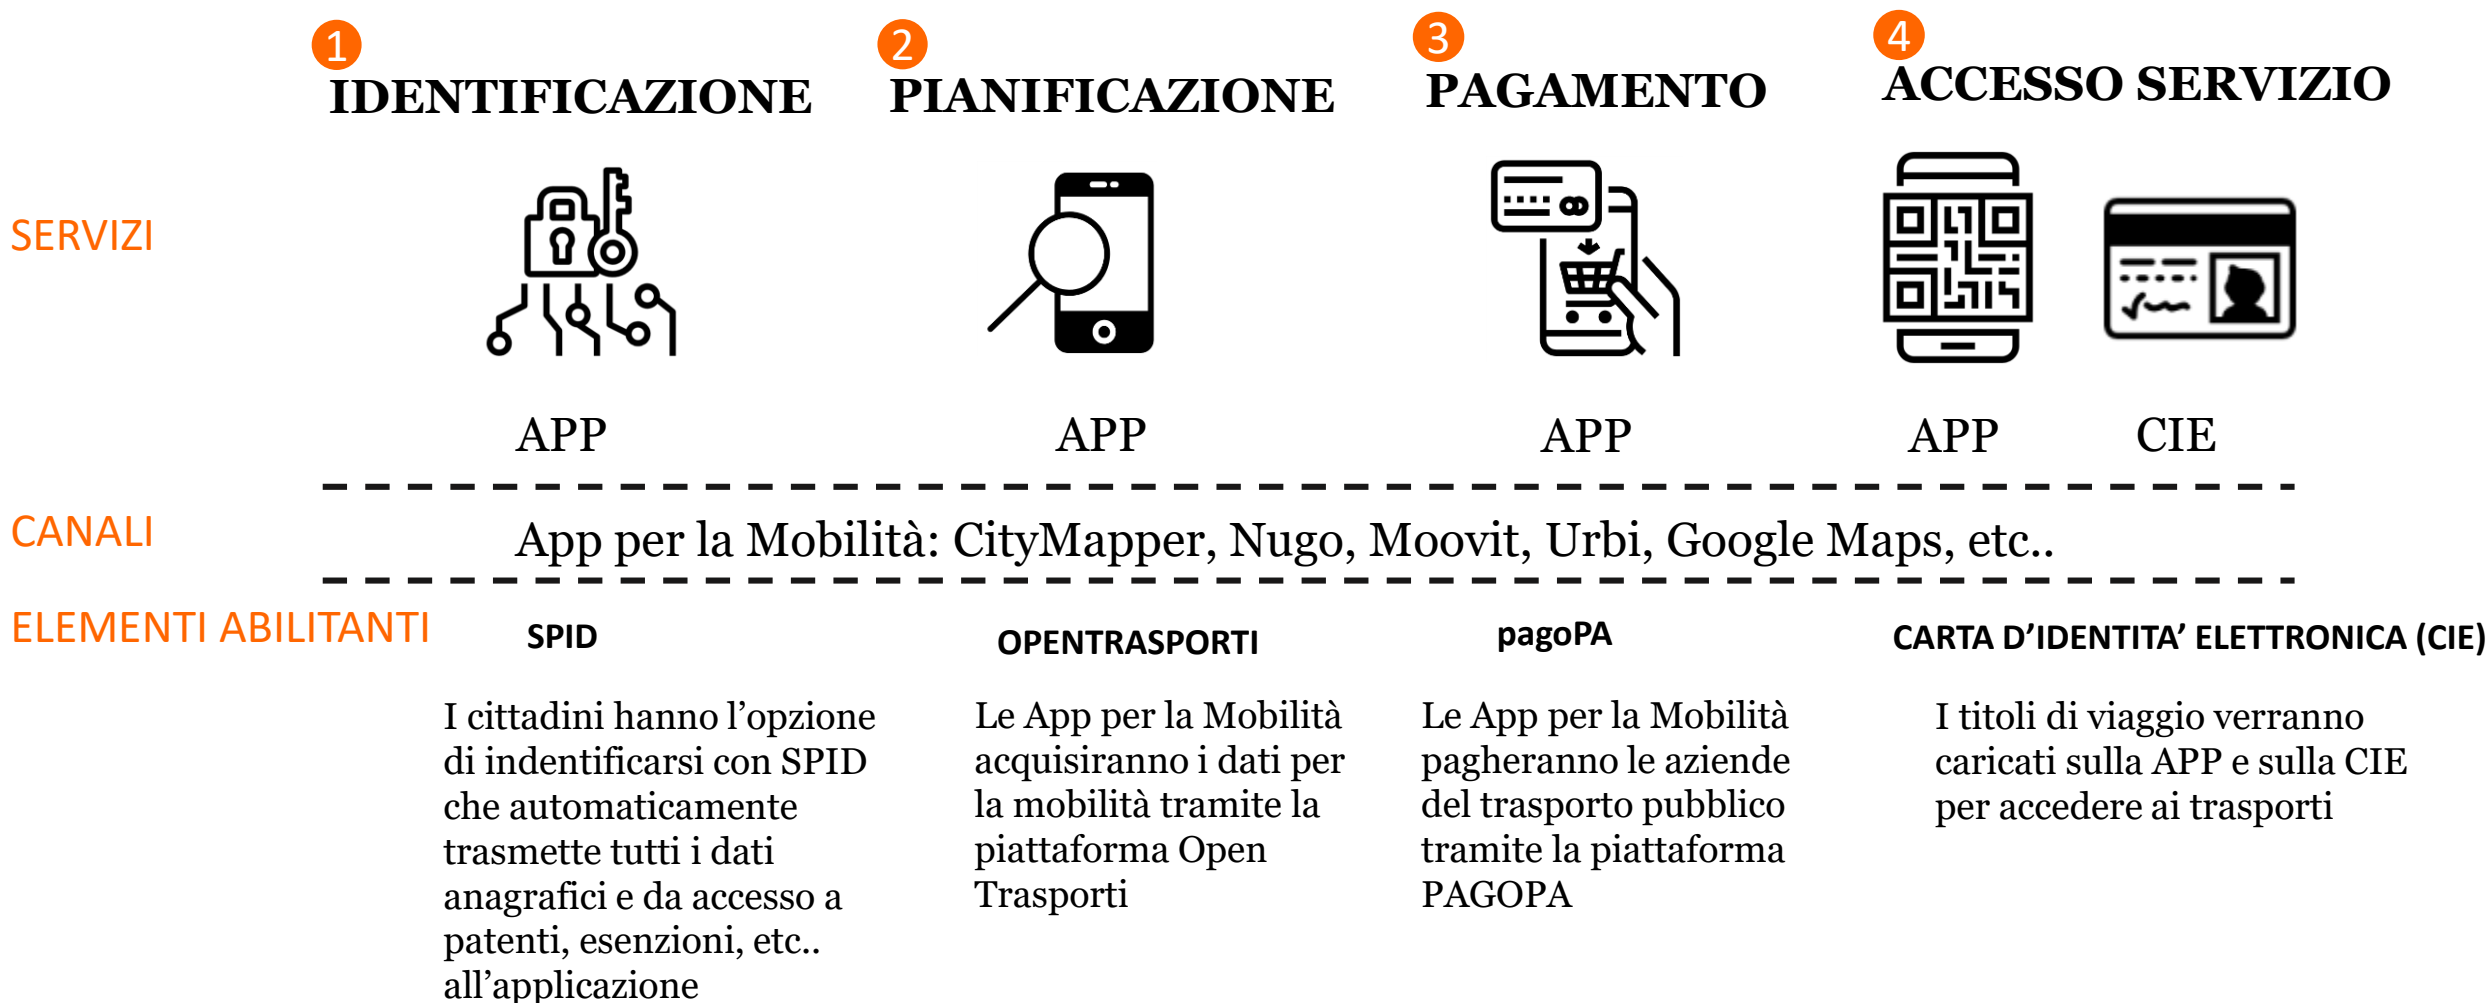 1
IDENTIFICAZIONE
2
PIANIFICAZIONE
3
PAGAMENTO
4
ACCESSO SERVIZIO
SERVIZI
APP
APP
APP
APP
CIE
CANALI
App per la Mobilità: CityMapper, Nugo, Moovit, Urbi, Google Maps, etc..
ELEMENTI ABILITANTI
SPID
I cittadini hanno l’opzione
di indentificarsi con SPID
che automaticamente
trasmette tutti i dati
anagrafici e da accesso a
patenti, esenzioni, etc..
all’applicazione
OPENTRASPORTI
Le App per la Mobilità
acquisiranno i dati per
la mobilità tramite la
piattaforma Open
Trasporti
pagoPA
Le App per la Mobilità
pagheranno le aziende
del trasporto pubblico
tramite la piattaforma
PAGOPA
CARTA D’IDENTITA’ ELETTRONICA (CIE)
I titoli di viaggio verranno
caricati sulla APP e sulla CIE
per accedere ai trasporti